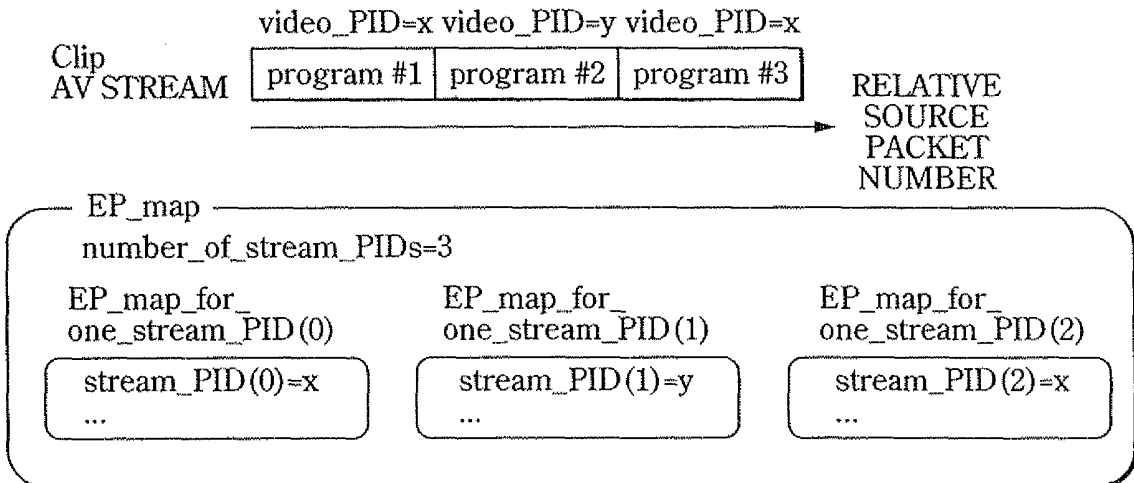 video_PID=x video_PID=y video_PID=x
Clip
AV STREAM
program #1 program #2 program #3
RELATIVE
SOURCE
PACKET
NUMBER
EP_map
number_of_stream_PIDs=3
EP_map_for_
one_stream_PID(0)
stream_PID(0)=x
...
EP_map_for_
one_stream_PID(1)
stream_PID(1)=y
...
EP_map_for_
one_stream_PID(2)
stream_PID(2)=x
...